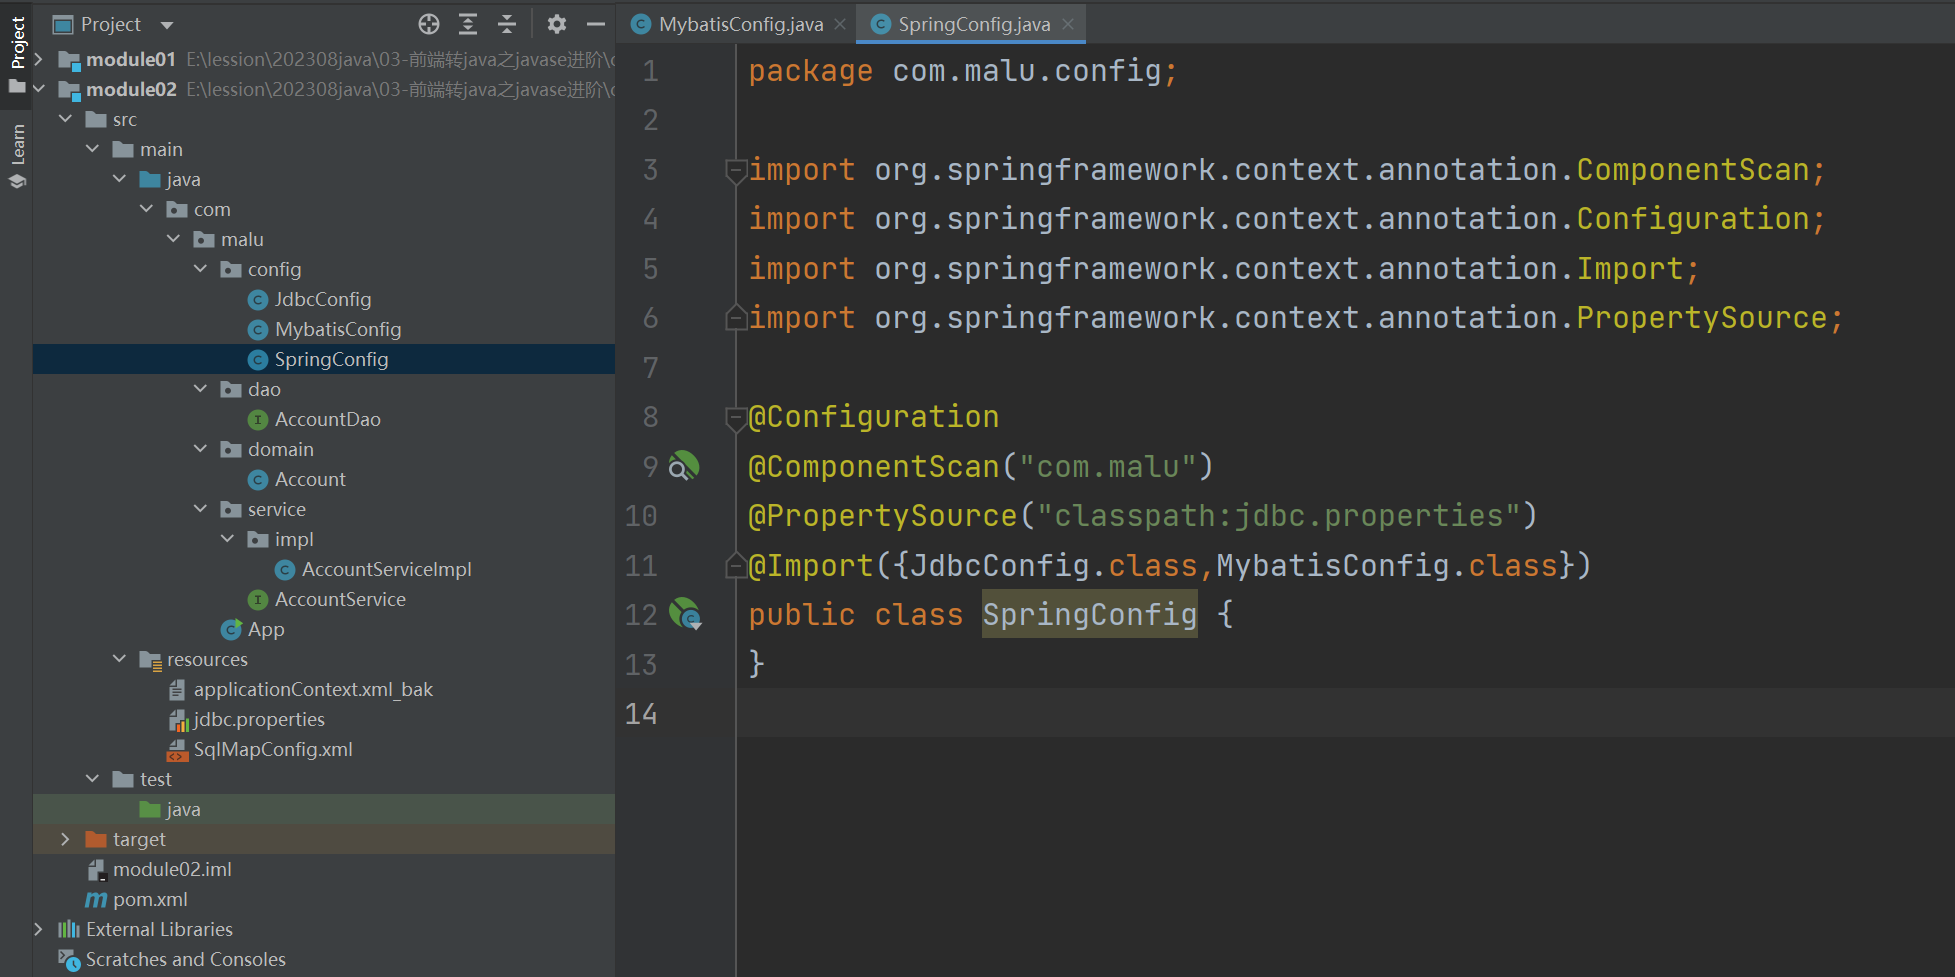 Project
Learn
Project
module01 E:\lession\202308java\03-前端转java之javase进阶\
module02 E:\lession\202308java\03-前端转java之javase进阶\
src
main
java
com
malu
config
JdbcConfig
MybatisConfig
SpringConfig
dao
AccountDao
domain
Account
service
impl
AccountServiceImpl
AccountService
App
resources
applicationContext.xml_bak
jdbc.properties
SqlMapConfig.xml
test
java
target
module02.iml
pom.xml
External Libraries
Scratches and Consoles
MybatisConfig.java
SpringConfig.java
1 package com.malu.config;
2
3 import org.springframework.context.annotation.ComponentScan;
4 import org.springframework.context.annotation.Configuration;
5 import org.springframework.context.annotation.Import;
6 import org.springframework.context.annotation.PropertySource;
7
8 @Configuration
9 @ComponentScan("com.malu")
10 @PropertySource("classpath:jdbc.properties")
11 @Import({JdbcConfig.class,MybatisConfig.class})
12 public class SpringConfig {
13 }
14